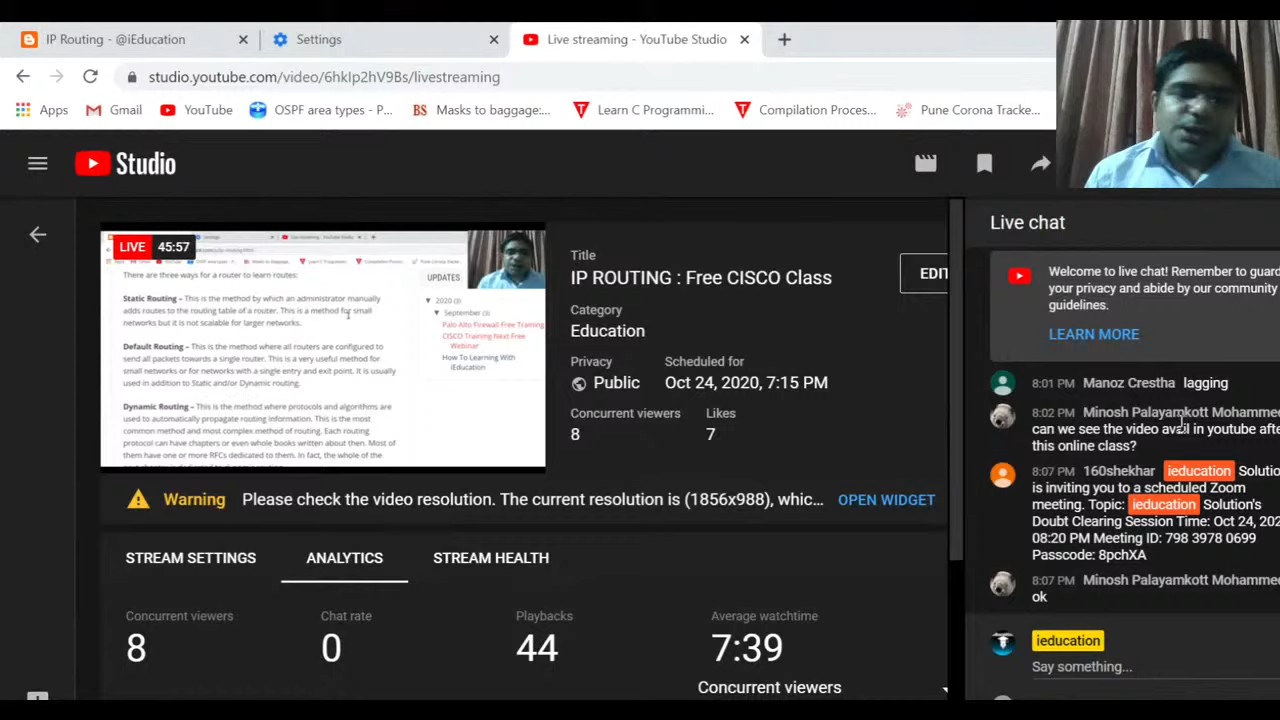 IP Routing - @iEducation
Settings
Live streaming - YouTube Studio
studio.youtube.com/video/6hkIp2hV9Bs/livestreaming
Apps
Gmail
YouTube
OSPF area types - P...
Masks to baggage:...
Learn C Programmi...
Compilation Proces...
Pune Corona Tracke...
Studio
LIVE 45:57
There are three ways for a router to learn routes:
Static Routing – This is the method by which an administrator manually
adds routes to the routing table of a router. This is a method for small
networks but it is not scalable for larger networks.
Default Routing – This is the method where all routers are configured to
send all packets towards a single router. This is a very useful method for
small networks or for networks with a single entry and exit point. It is usually
used in addition to Static and/or Dynamic routing.
Dynamic Routing – This is the method where protocols and algorithms are
used to automatically propagate routing information. This is the most
common and most complex method of routing. Each routing
protocol can have chapters or even whole books written about them. Most of
them have one or more RFCs dedicated to them. In fact, the whole of the
UPDATES
2020 (3)
September (3)
Palo Alto Firewall Free Training
CISCO Training Next Free
Webinar
How To Learning With
iEducation
Title
IP ROUTING : Free CISCO Class
EDIT
Category
Education
Privacy
Public
Scheduled for
Oct 24, 2020, 7:15 PM
Concurrent viewers
8
Likes
7
Warning Please check the video resolution. The current resolution is (1856x988), whic...
OPEN WIDGET
STREAM SETTINGS
ANALYTICS
STREAM HEALTH
Concurrent viewers
8
Chat rate
0
Playbacks
44
Average watchtime
7:39
Concurrent viewers
Live chat
Welcome to live chat! Remember to guard
your privacy and abide by our community
guidelines.
LEARN MORE
8:01 PM Manoz Crestha lagging
8:02 PM Minosh Palayamkott Mohammed
can we see the video avail in youtube afte
this online class?
8:07 PM 160shekhar ieducation Solutio
is inviting you to a scheduled Zoom
meeting. Topic: ieducation Solution's
Doubt Clearing Session Time: Oct 24, 202
08:20 PM Meeting ID: 798 3978 0699
Passcode: 8pchXA
8:07 PM Minosh Palayamkott Mohammed
ok
ieducation
Say something...